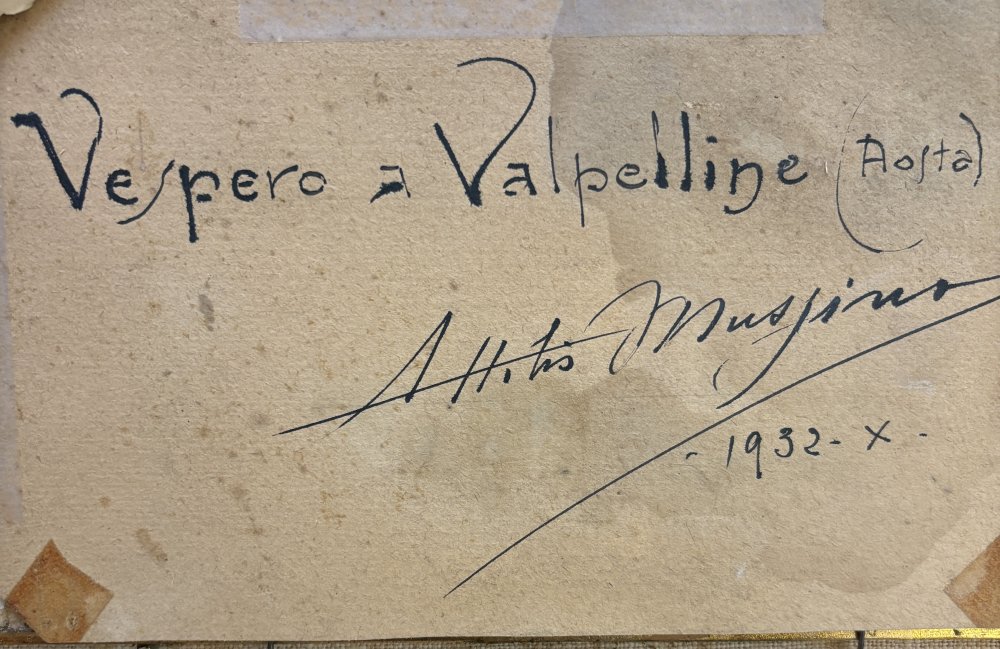 Vespero a Valpelline (Aosta)
Attilio Mussino
- 1932 - X -